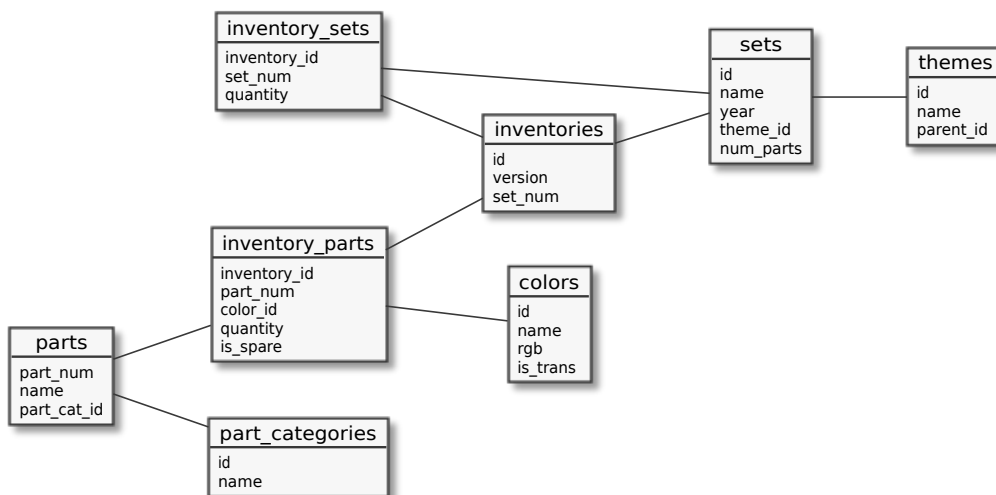 inventory_sets
inventory_id
set_num
quantity
sets
id
name
year
theme_id
num_parts
themes
id
name
parent_id
inventories
id
version
set_num
inventory_parts
inventory_id
part_num
color_id
quantity
is_spare
colors
id
name
rgb
is_trans
parts
part_num
name
part_cat_id
part_categories
id
name